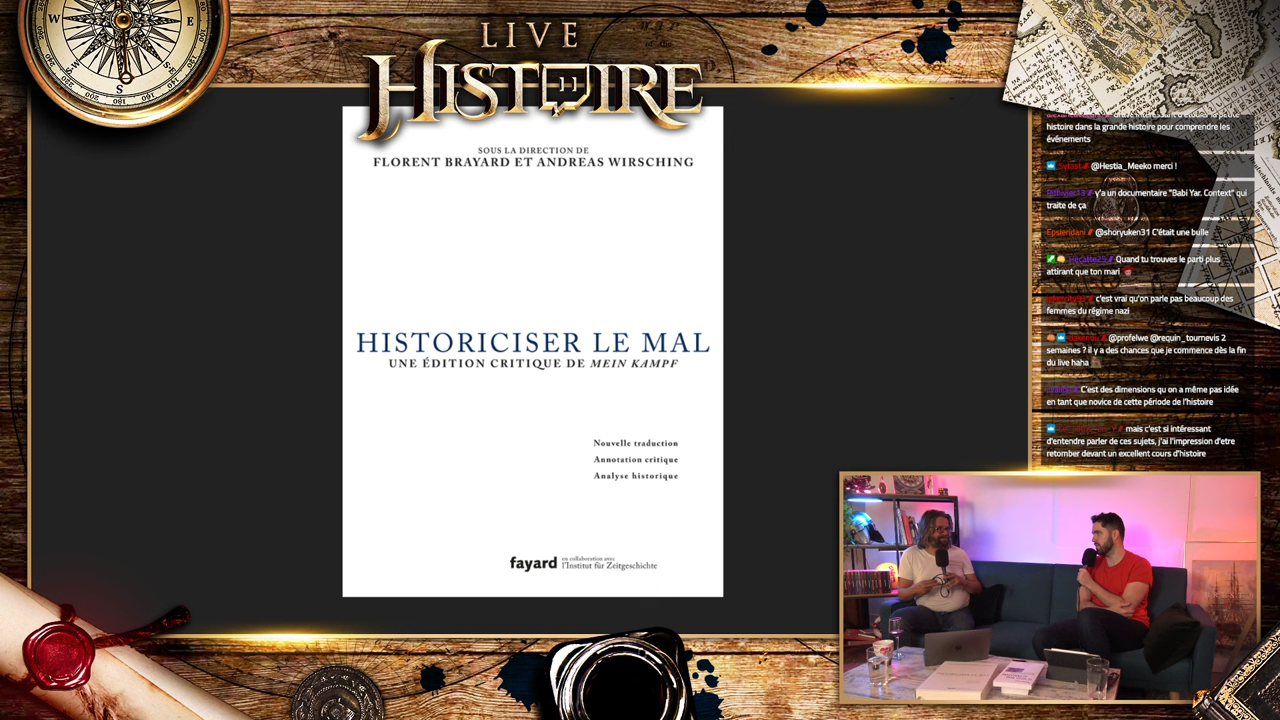 LIVE
HISTOIRE
SOUS LA DIRECTION DE
FLORENT BRAYARD ET ANDREAS WIRSCHING
HISTORICISER LE MAL
UNE ÉDITION CRITIQUE DE MEIN KAMPF
Nouvelle traduction
Annotation critique
Analyse historique
fayard
en collaboration avec
l'Institut für Zeitgeschichte
histoire dans la grande histoire pour comprendre les
événements
@Hestia_Meeko merci !
y'a un documentaire "Babi Yar. Context" qui
traite de ça
Epsieridani @shoryuken31 C'était une bulle
Quand tu trouves le parti plus
attirant que ton mari
c'est vrai qu'on parle pas beaucoup des
femmes du régime nazi
@profelwe @requin_tournevis 2
semaines ? il y a des chances que je commence dès la fin
du live haha
C'est des dimensions qu on a même pas idée
en tant que novice de cette période de l'histoire
mais c'est si intéressant
d'entendre parler de ces sujets, j'ai l'impression d'etre
retomber devant un excellent cours d'histoire
W
E
S